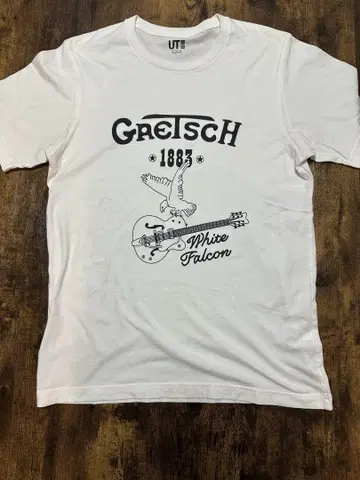 UT
GRETSCH
1883
White
Falcon